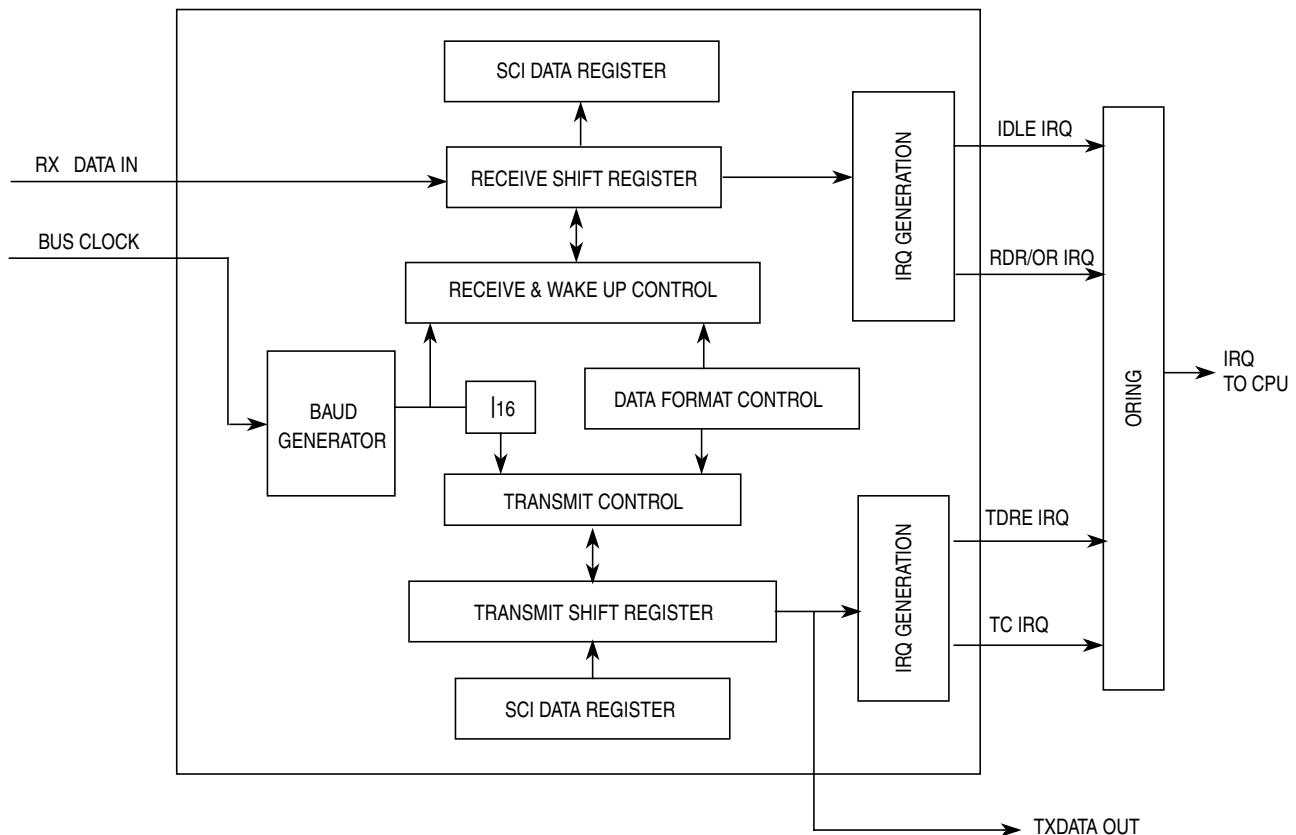 SCI DATA REGISTER
RX DATA IN
RECEIVE SHIFT REGISTER
IRQ GENERATION
IDLE IRQ
BUS CLOCK
RECEIVE & WAKE UP CONTROL
RDR/OR IRQ
BAUD
GENERATOR
|16
DATA FORMAT CONTROL
ORING
IRQ
TO CPU
TRANSMIT CONTROL
TDRE IRQ
TRANSMIT SHIFT REGISTER
IRQ GENERATION
TC IRQ
SCI DATA REGISTER
TXDATA OUT